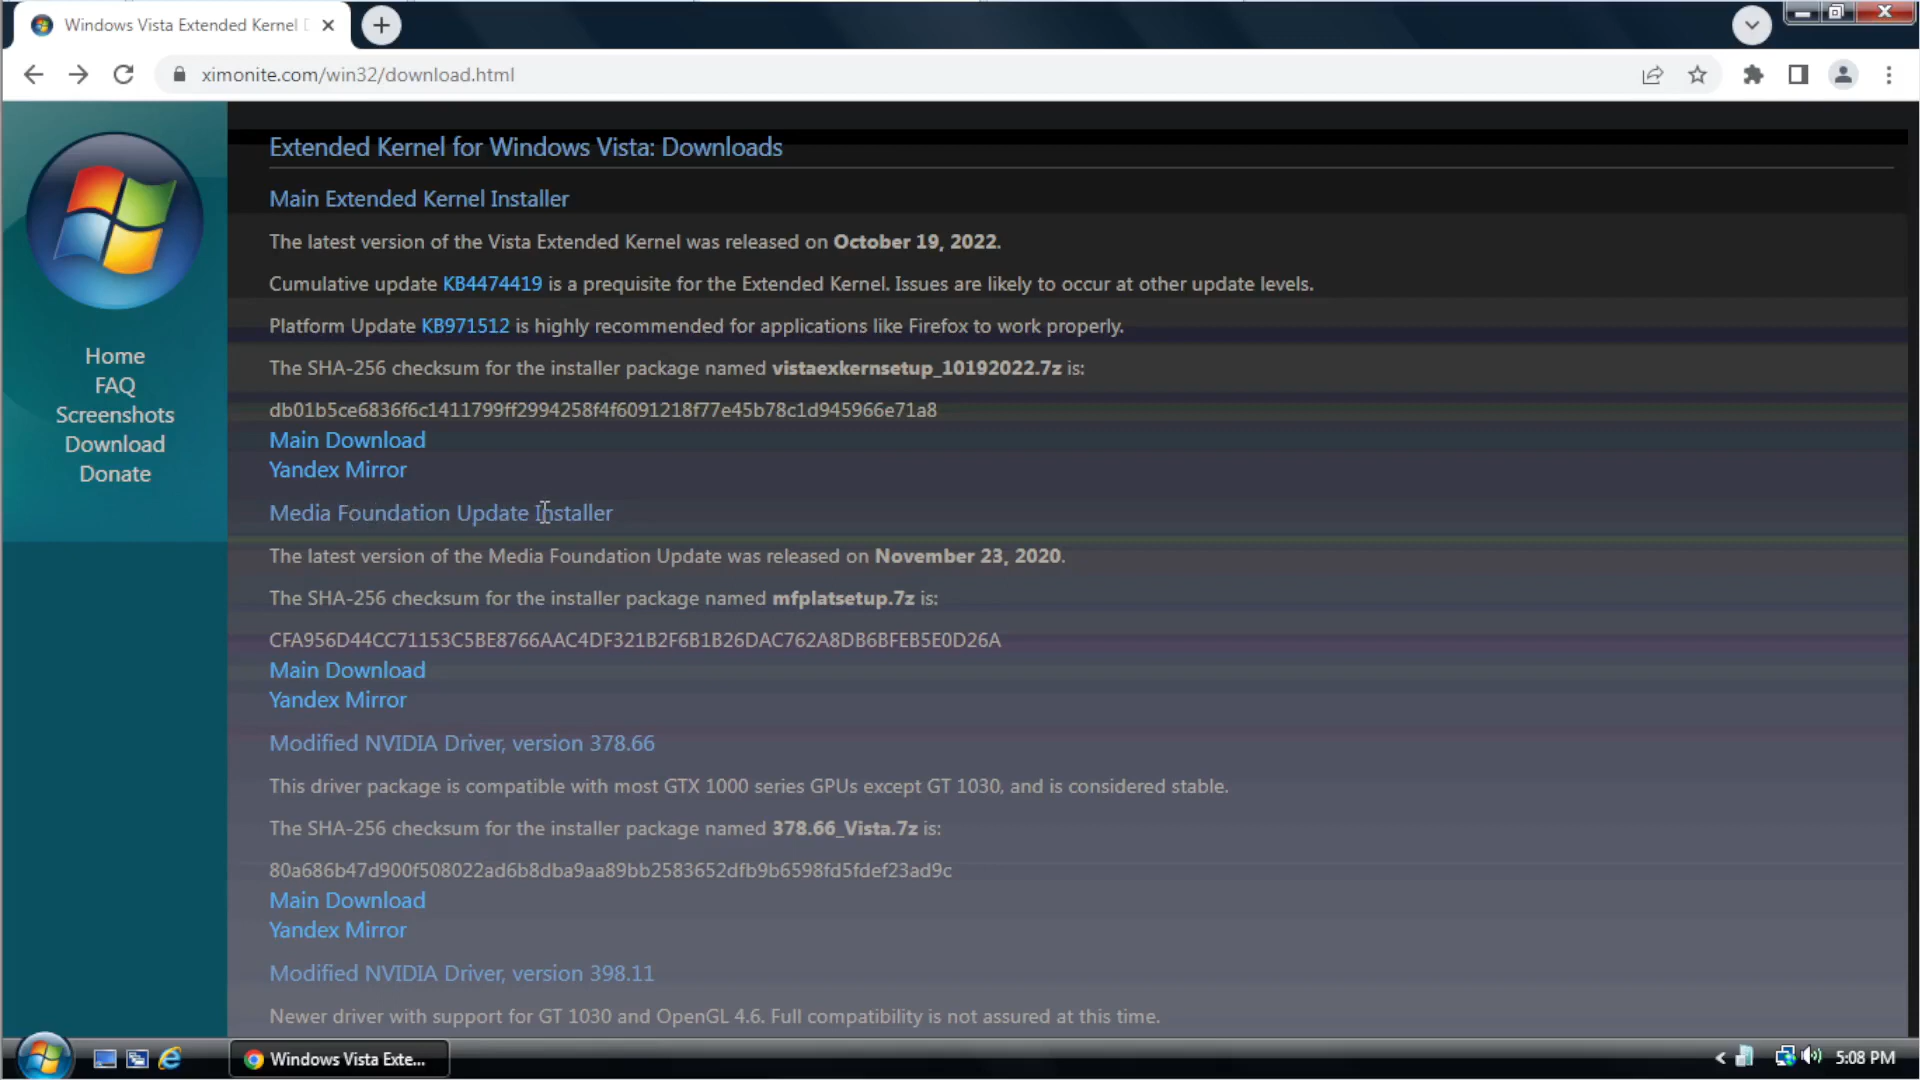 Windows Vista Extended Kernel D
ximonite.com/win32/download.html
Home
FAQ
Screenshots
Download
Donate
Extended Kernel for Windows Vista: Downloads
Main Extended Kernel Installer
The latest version of the Vista Extended Kernel was released on October 19, 2022.
Cumulative update KB4474419 is a prequisite for the Extended Kernel. Issues are likely to occur at other update levels.
Platform Update KB971512 is highly recommended for applications like Firefox to work properly.
The SHA-256 checksum for the installer package named vistaexkernsetup_10192022.7z is:
db01b5ce6836f6c1411799ff2994258f4f6091218f77e45b78c1d945966e71a8
Main Download
Yandex Mirror
Media Foundation Update Installer
The latest version of the Media Foundation Update was released on November 23, 2020.
The SHA-256 checksum for the installer package named mfplatsetup.7z is:
CFA956D44CC71153C5BE8766AAC4DF321B2F6B1B26DAC762A8DB6BFEB5E0D26A
Main Download
Yandex Mirror
Modified NVIDIA Driver, version 378.66
This driver package is compatible with most GTX 1000 series GPUs except GT 1030, and is considered stable.
The SHA-256 checksum for the installer package named 378.66_Vista.7z is:
80a686b47d900f508022ad6b8dba9aa89bb2583652dfb9b6598fd5fdef23ad9c
Main Download
Yandex Mirror
Modified NVIDIA Driver, version 398.11
Newer driver with support for GT 1030 and OpenGL 4.6. Full compatibility is not assured at this time.
Windows Vista Exte...
5:08 PM